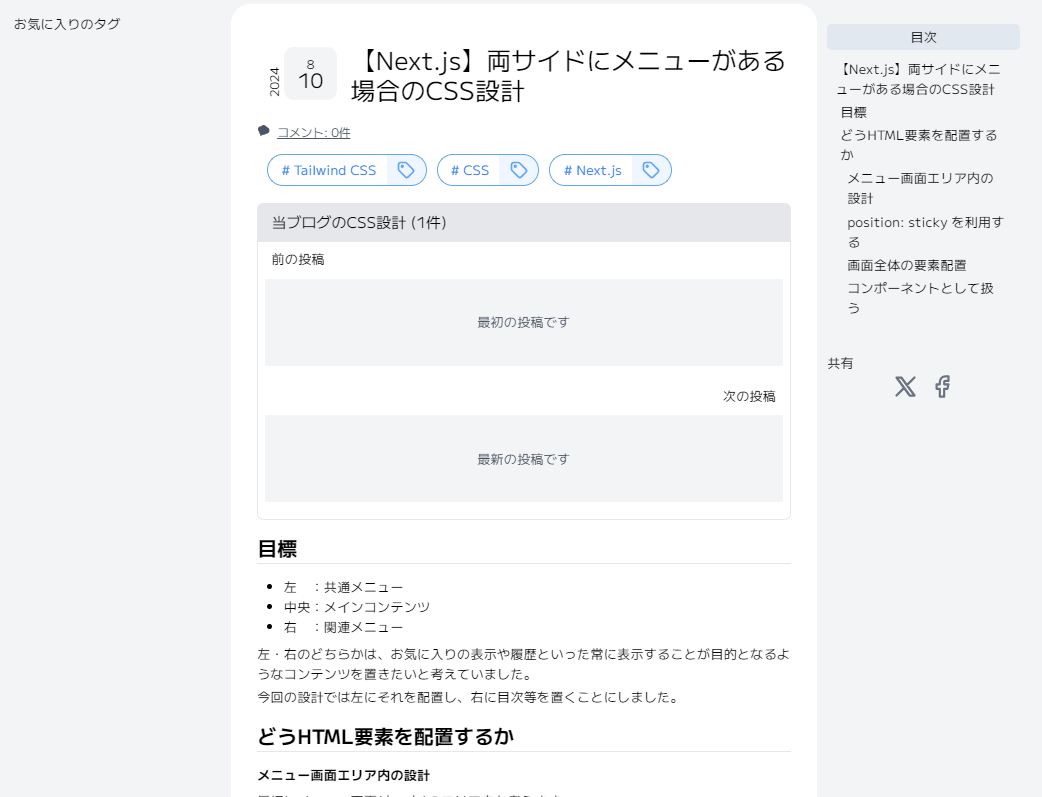 お気に入りのタグ
2024
8
10
【Next.js】両サイドにメニューがある
場合のCSS設計
コメント: 0件
# Tailwind CSS
# CSS
# Next.js
当ブログのCSS設計 (1件)
前の投稿
最初の投稿です
次の投稿
最新の投稿です
目標
左　：共通メニュー
中央：メインコンテンツ
右　：関連メニュー
左・右のどちらかは、お気に入りの表示や履歴といった常に表示することが目的となるよ
うなコンテンツを置きたいと考えていました。
今回の設計では左にそれを配置し、右に目次等を置くことにしました。
どうHTML要素を配置するか
メニュー画面エリア内の設計
目次
【Next.js】両サイドにメニ
ューがある場合のCSS設計
目標
どうHTML要素を配置する
か
メニュー画面エリア内の
設計
position: sticky を利用す
る
画面全体の要素配置
コンポーネントとして扱
う
共有